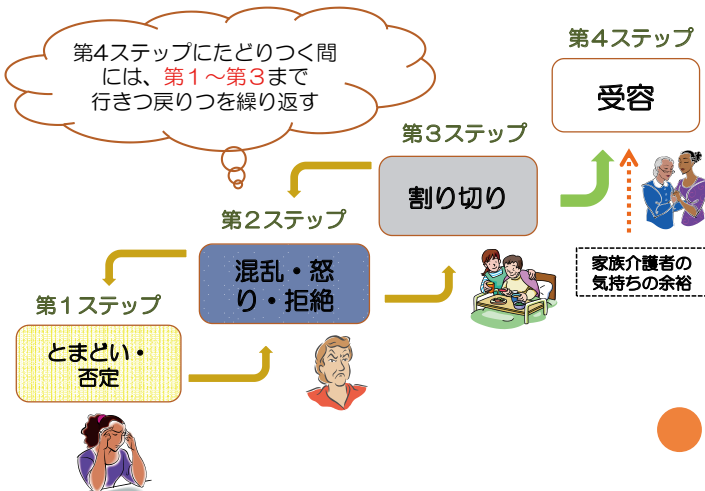 第4ステップにたどりつく間
には、第１～第３まで
行きつ戻りつを繰り返す
第４ステップ
受容
第３ステップ
割り切り
第２ステップ
混乱・怒
り・拒絶
家族介護者の
気持ちの余裕
第１ステップ
とまどい・
否定